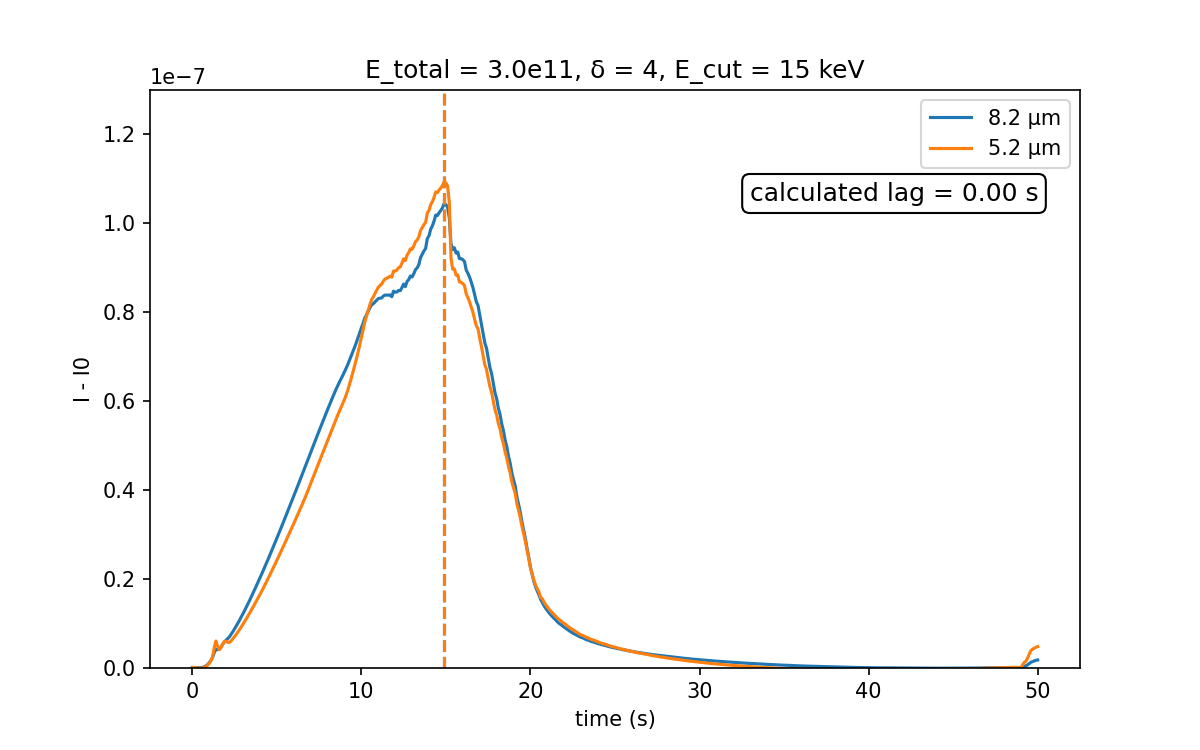 E_total = 3.0e11, δ = 4, E_cut = 15 keV
1e−7
8.2 μm
5.2 μm
calculated lag = 0.00 s
I - I0
1.2
1.0
0.8
0.6
0.4
0.2
0.0
0 10 20 30 40 50
time (s)